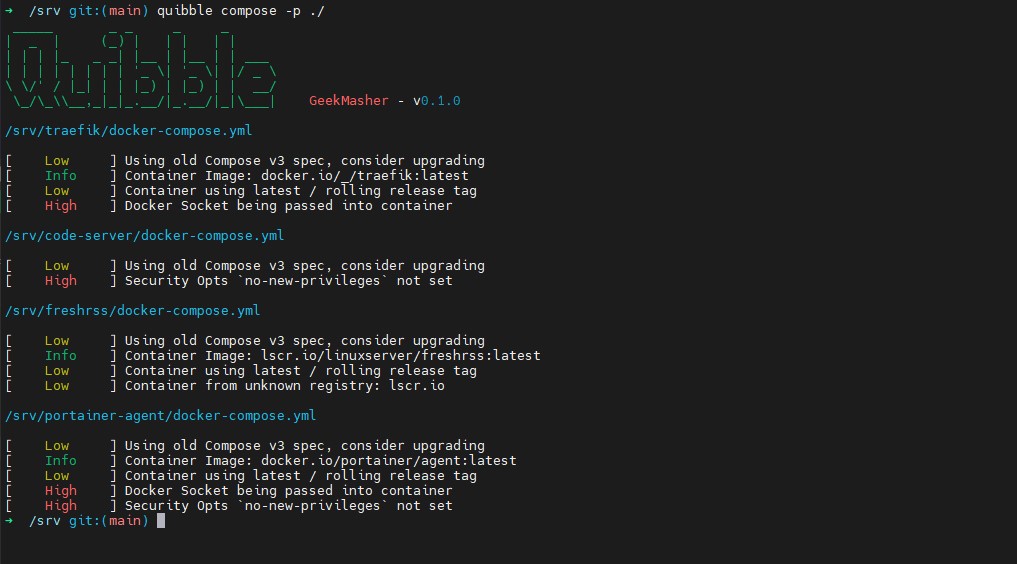 ➜  /srv git:(main) quibble compose -p ./
Quibble
GeekMasher - v0.1.0
/srv/traefik/docker-compose.yml
[    Low     ] Using old Compose v3 spec, consider upgrading
[    Info    ] Container Image: docker.io/_/traefik:latest
[    Low     ] Container using latest / rolling release tag
[    High    ] Docker Socket being passed into container
/srv/code-server/docker-compose.yml
[    Low     ] Using old Compose v3 spec, consider upgrading
[    High    ] Security Opts `no-new-privileges` not set
/srv/freshrss/docker-compose.yml
[    Low     ] Using old Compose v3 spec, consider upgrading
[    Info    ] Container Image: lscr.io/linuxserver/freshrss:latest
[    Low     ] Container using latest / rolling release tag
[    Low     ] Container from unknown registry: lscr.io
/srv/portainer-agent/docker-compose.yml
[    Low     ] Using old Compose v3 spec, consider upgrading
[    Info    ] Container Image: docker.io/portainer/agent:latest
[    Low     ] Container using latest / rolling release tag
[    High    ] Docker Socket being passed into container
[    High    ] Security Opts `no-new-privileges` not set
➜  /srv git:(main)